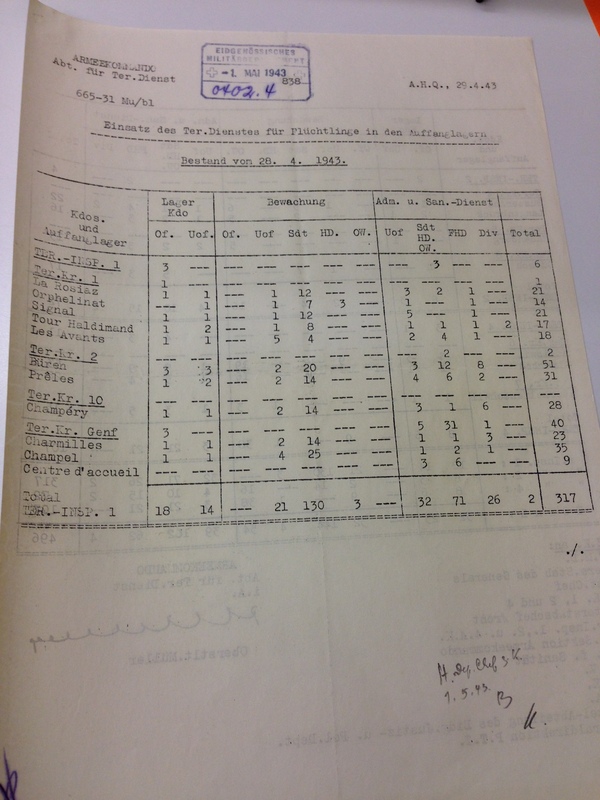 ARMEEKOMMANDO
Abt. für Ter.Dienst
665-31 Mu/bl
EIDGENÖSSISCHES
-1. MAI 1943
838
0402.4
A.H.Q., 29.4.43
Einsatz des Ter.Dienstes für Flüchtlinge in den Auffanglagern
Bestand vom 28. 4. 1943.
Kdos. und Auffanglager Lager Kdo Bewachung Adm. u. San.-Dienst
Of. Uof. Of. Uof Sdt HD. OW. Uof Sdt HD. OW. FHD Div Total
TER.-INSP. 1 3 --- --- --- --- --- --- --- 3 --- --- 6
Ter.Kr. 1 1 --- --- --- --- --- --- --- --- --- --- 1
La Rosiaz 1 1 --- 1 12 --- --- 3 2 1 --- 21
Orphelinat --- 1 --- 1 7 3 --- 1 --- 1 --- 14
Signal 1 1 --- 1 12 --- --- 5 --- 1 --- 21
Tour Haldimand 1 2 --- 1 8 --- --- 1 1 1 2 17
Les Avants 1 1 --- 5 4 --- --- 2 4 1 --- 18
Ter.Kr. 2 --- --- --- --- --- --- --- --- 2 --- --- 2
Büren 3 3 --- 2 20 --- --- 3 12 8 --- 51
Prêles 1 2 --- 2 14 --- --- 4 6 2 --- 31
Ter.Kr. 10 --- --- --- --- --- --- --- --- --- --- ---
Champéry 1 1 --- 2 14 --- --- 3 1 6 --- 28
Ter.Kr. Genf 3 --- --- --- --- --- --- 5 31 1 --- 40
Charmilles 1 1 --- 2 14 --- --- 1 1 3 --- 23
Champel 1 1 --- 4 25 --- --- 1 2 1 --- 35
Centre d'accueil --- --- --- --- --- --- --- 3 6 --- --- 9
Total
TER.-INSP. 1 18 14 --- 21 130 3 --- 32 71 26 2 317
./.
1.5.43.